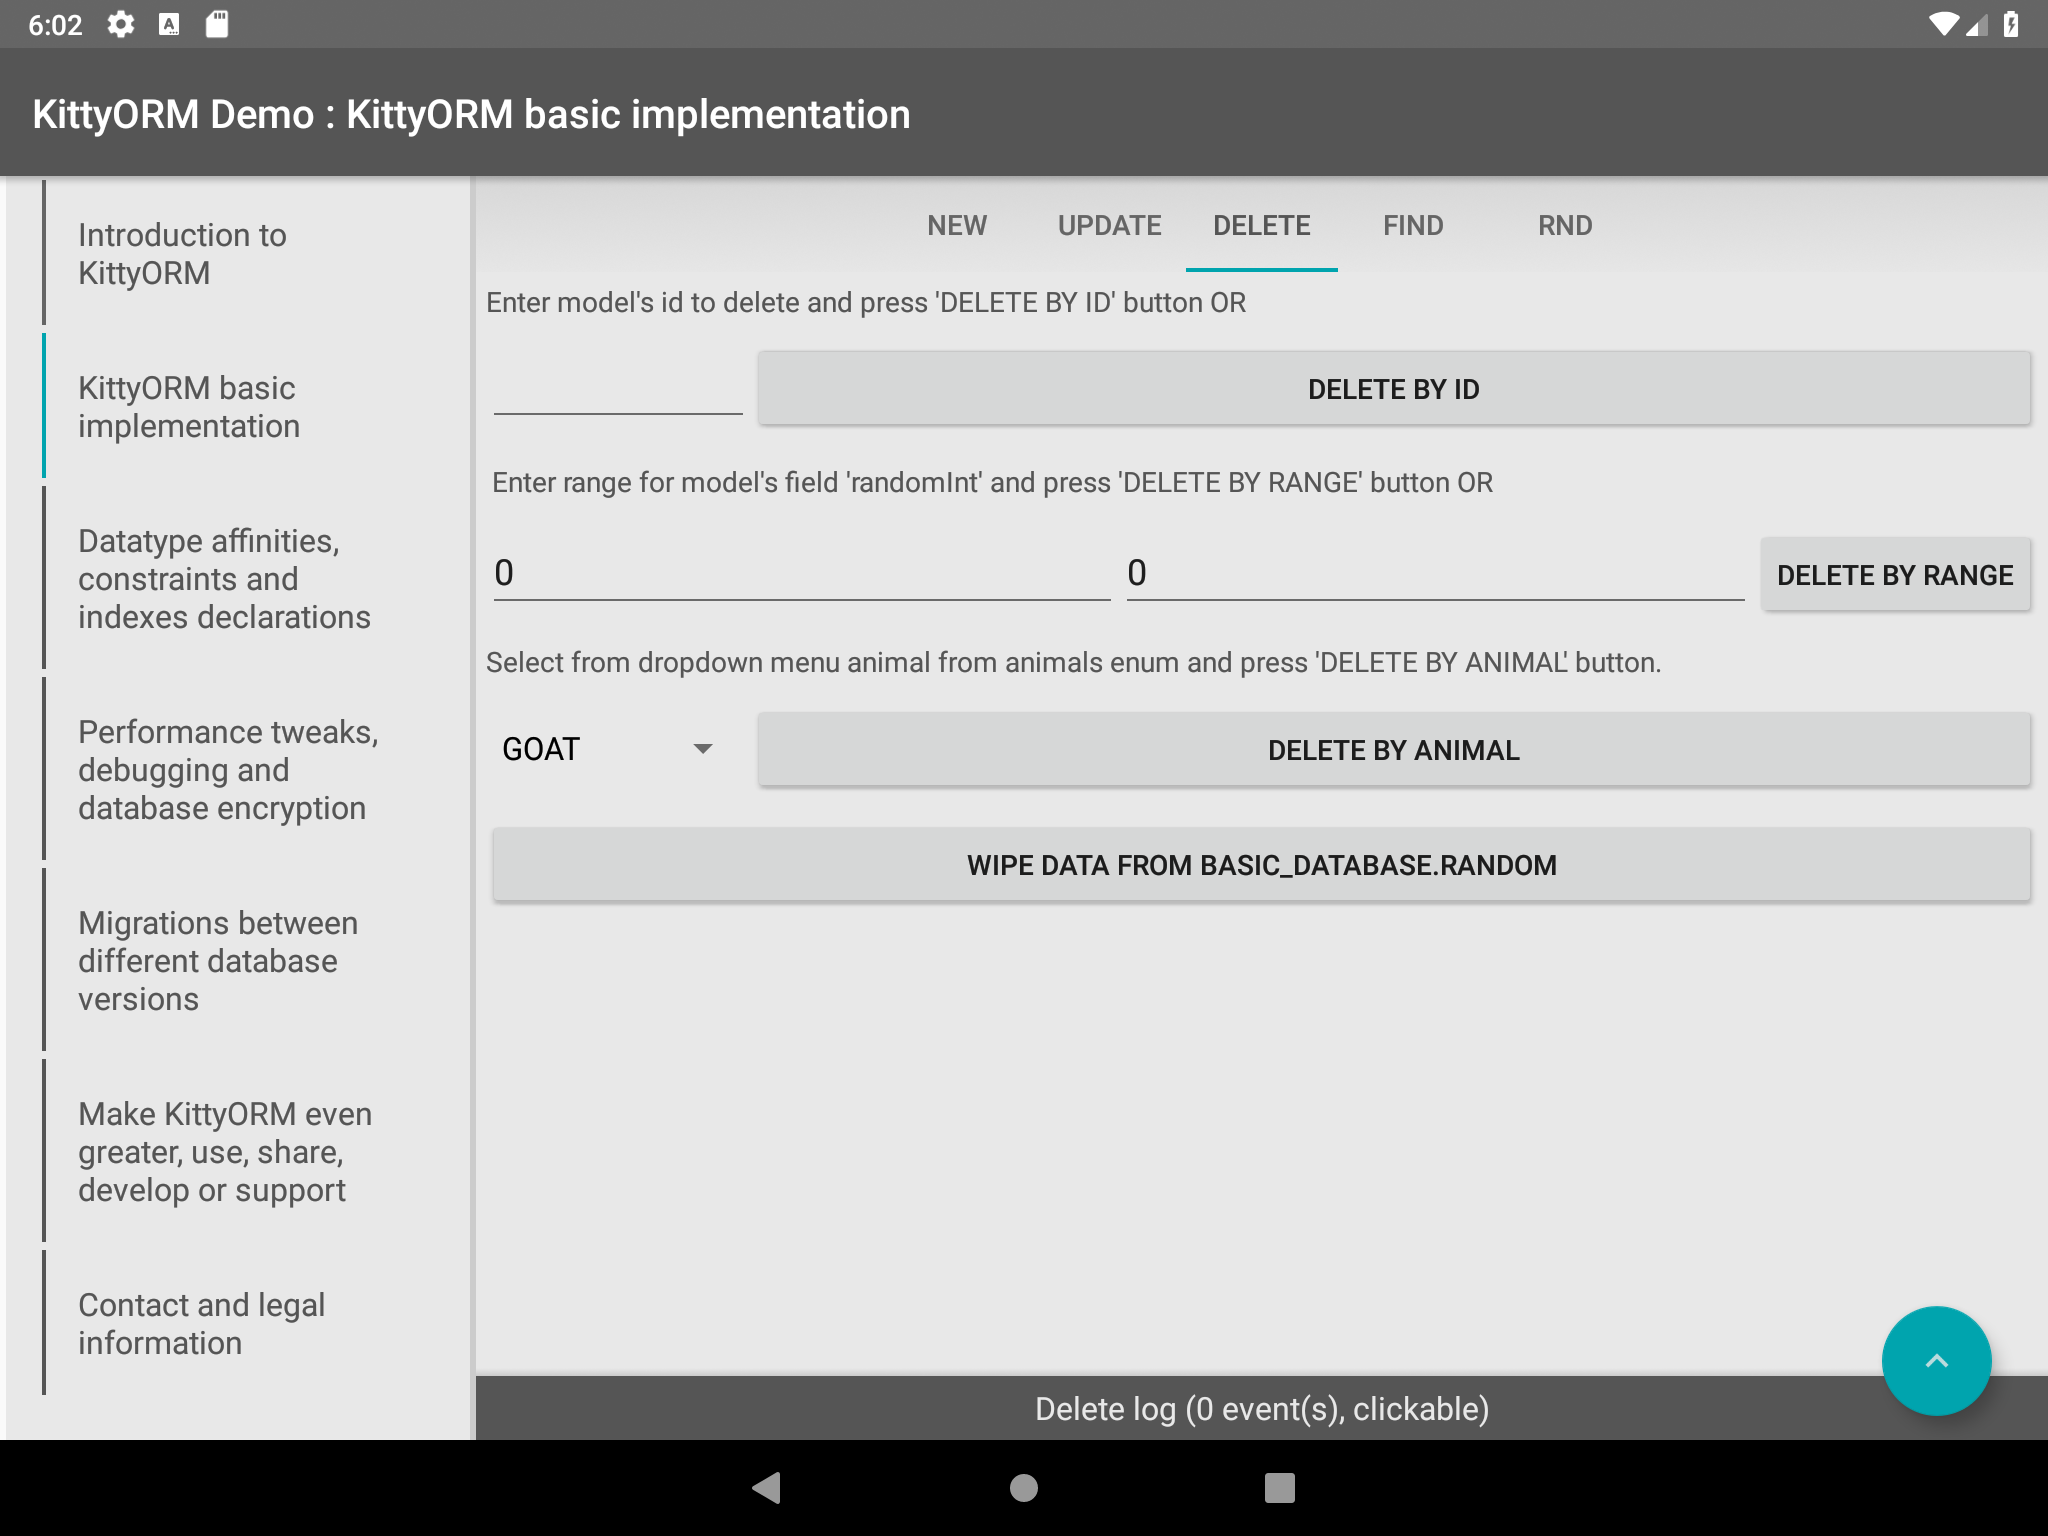 6:02
KittyORM Demo : KittyORM basic implementation
Introduction to
KittyORM
KittyORM basic
implementation
Datatype affinities,
constraints and
indexes declarations
Performance tweaks,
debugging and
database encryption
Migrations between
different database
versions
Make KittyORM even
greater, use, share,
develop or support
Contact and legal
information
NEW UPDATE DELETE FIND RND
Enter model's id to delete and press 'DELETE BY ID' button OR
DELETE BY ID
Enter range for model's field 'randomInt' and press 'DELETE BY RANGE' button OR
0 0 DELETE BY RANGE
Select from dropdown menu animal from animals enum and press 'DELETE BY ANIMAL' button.
GOAT DELETE BY ANIMAL
WIPE DATA FROM BASIC_DATABASE.RANDOM
Delete log (0 event(s), clickable)